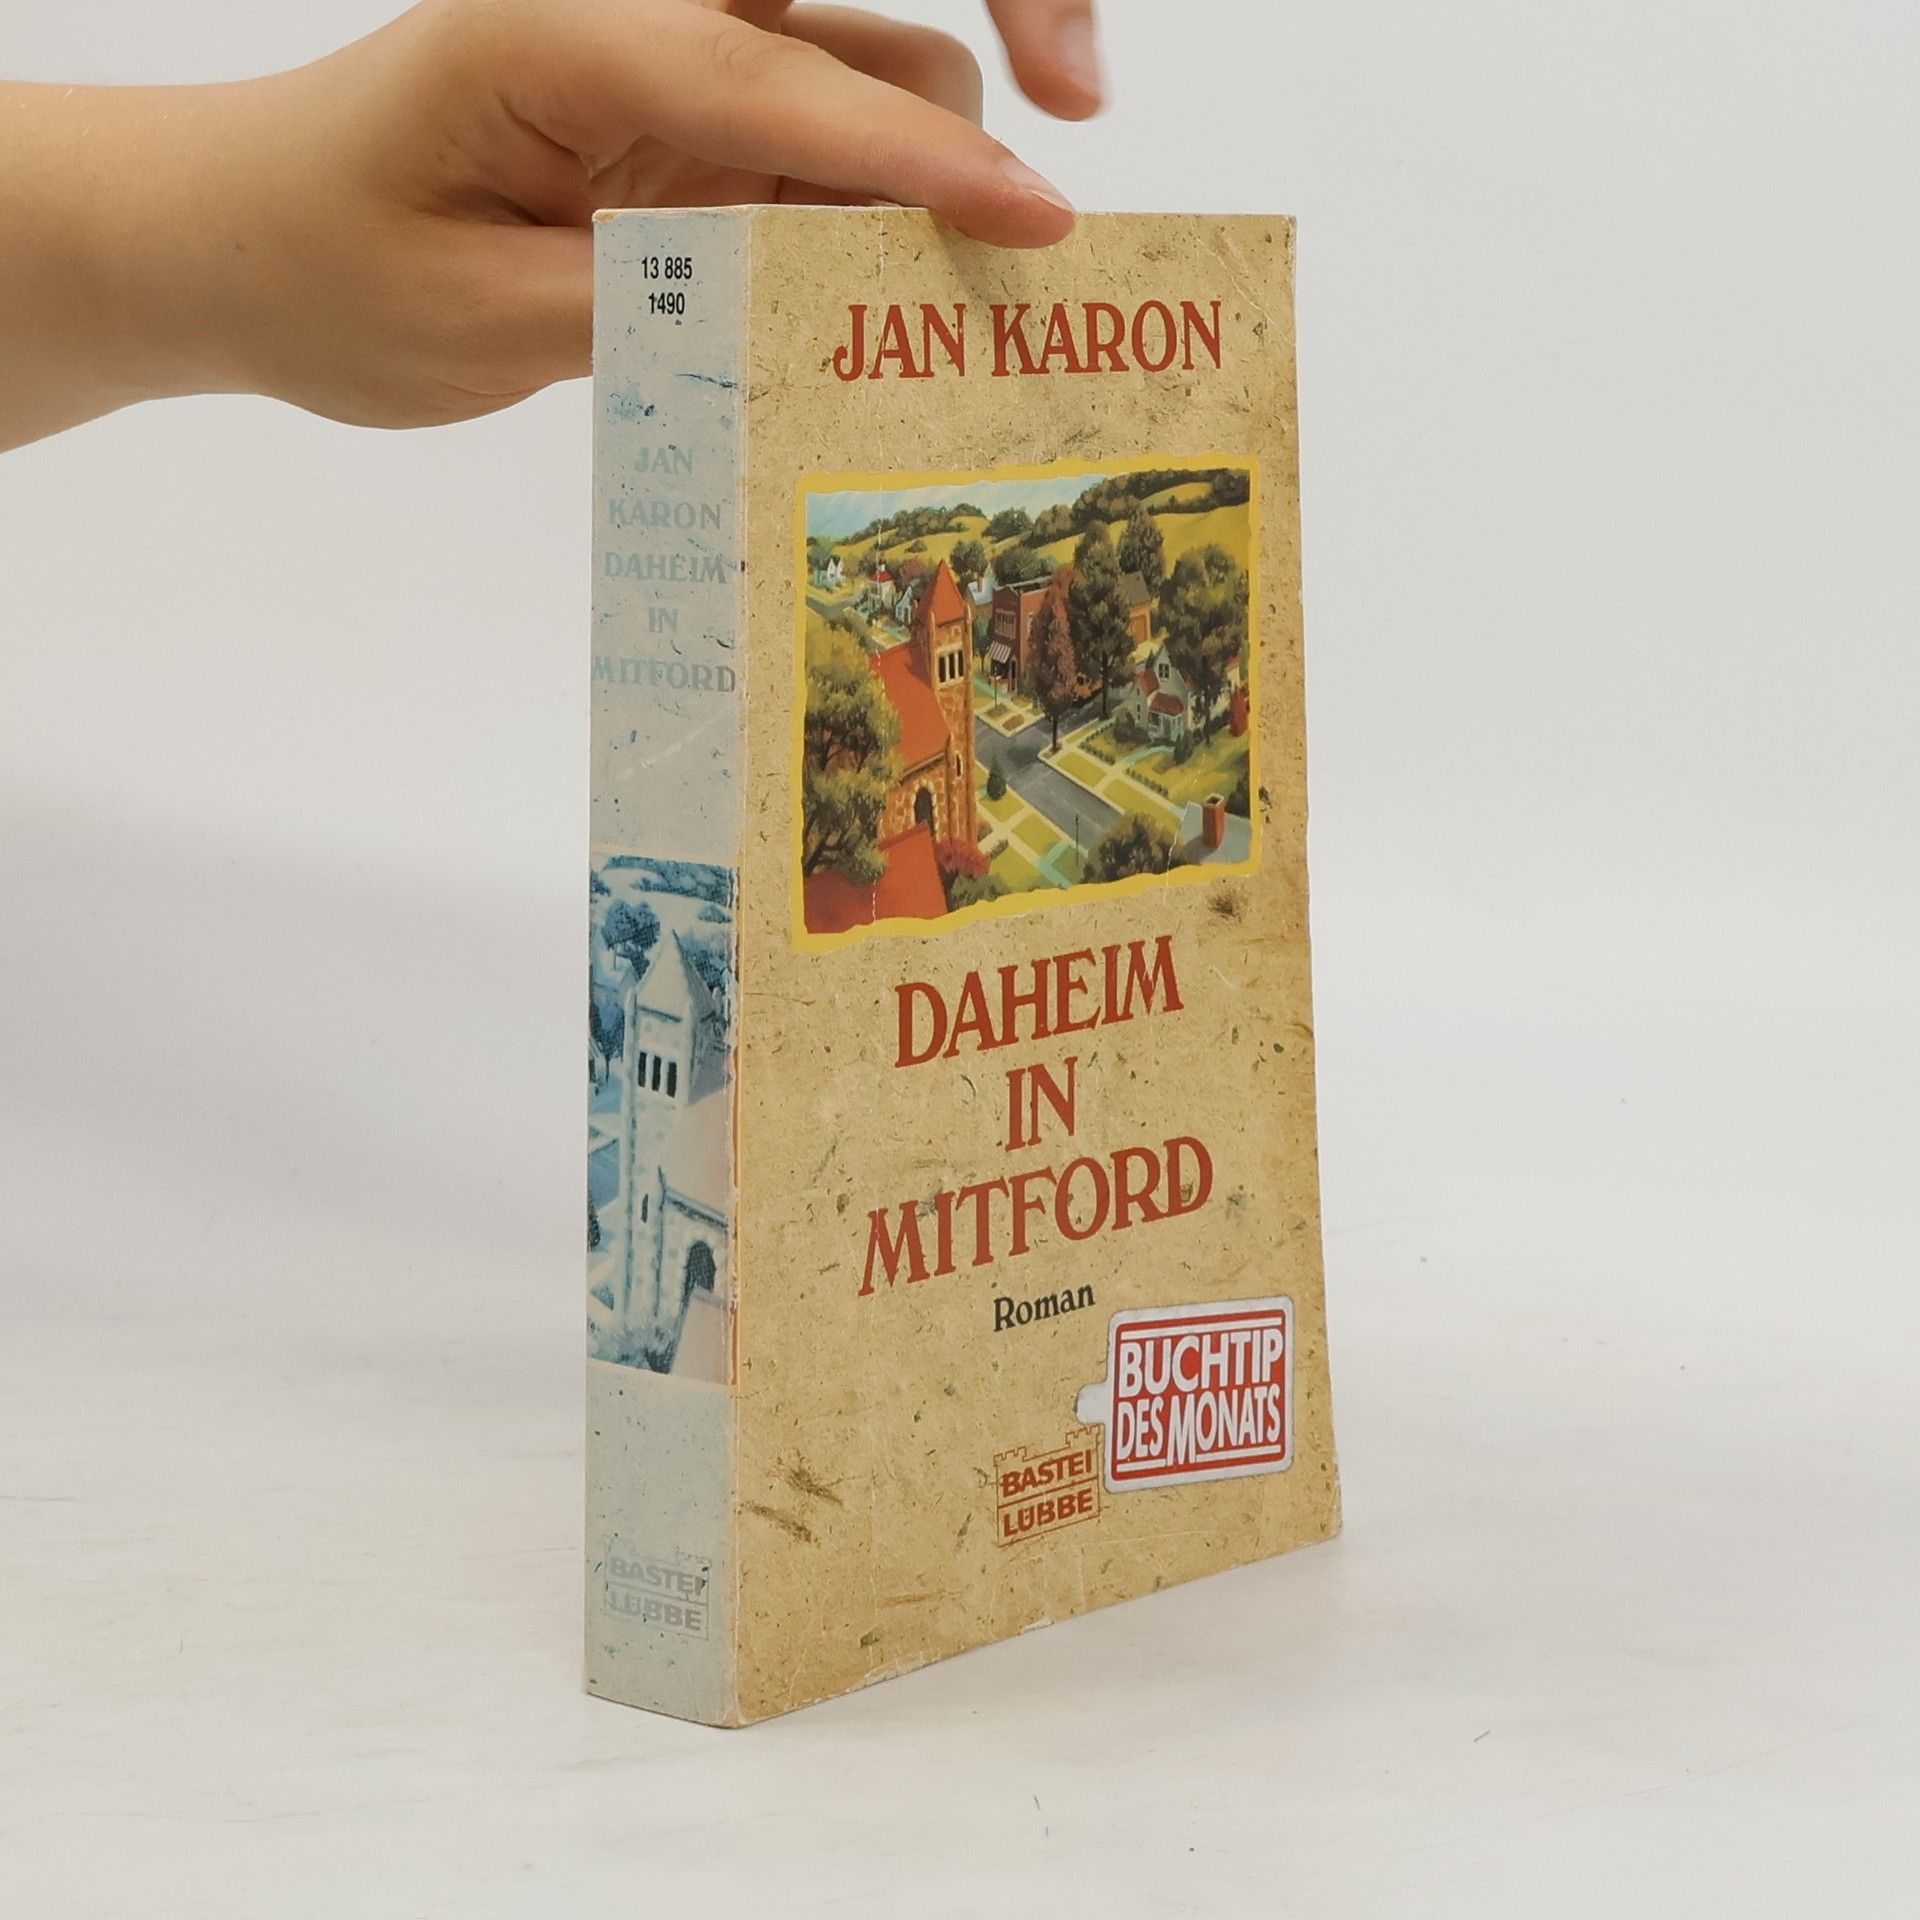 13 885
1490
JAN
KARON
DAHEIM
IN
MITFORD
BASTEI
LÜBBE
JAN KARON
DAHEIM
IN
MITFORD
Roman
BUCHTIP
DES MONATS
BASTEI
LÜBBE